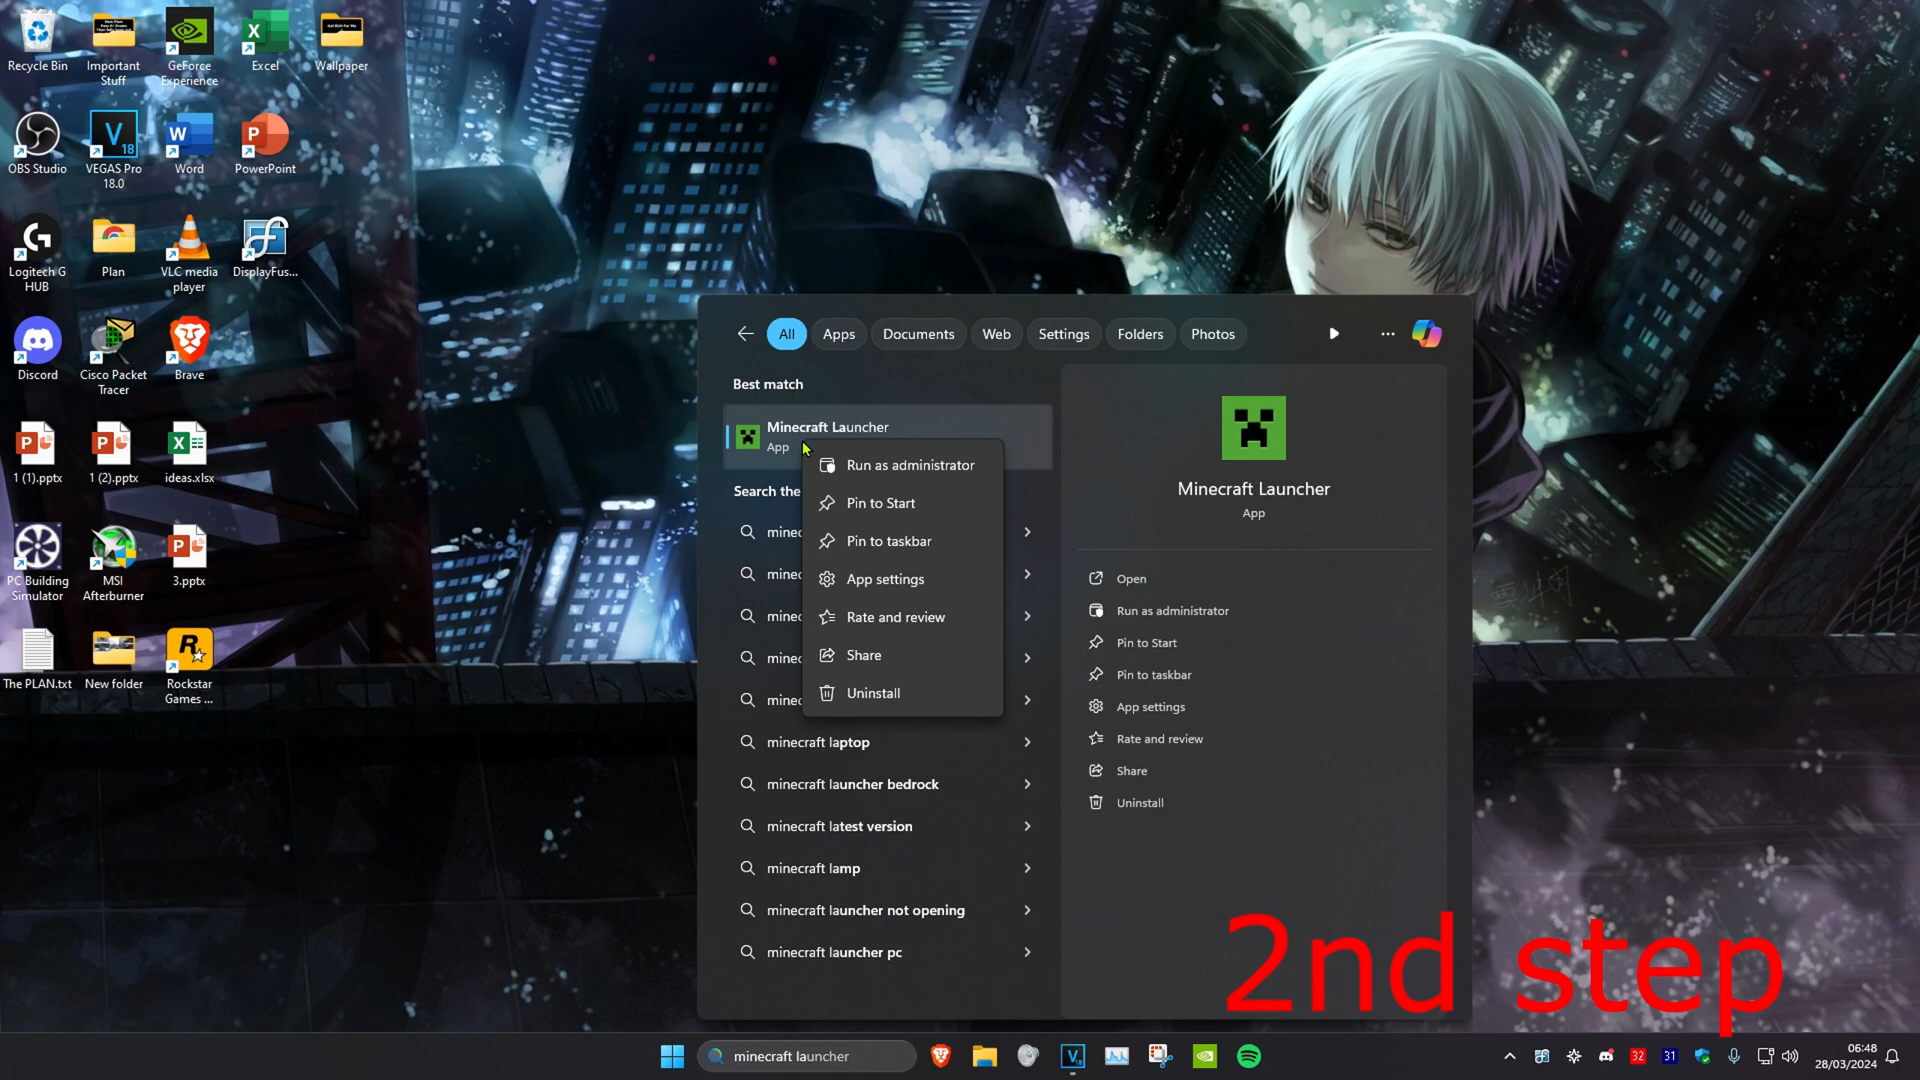 Recycle Bin
Important
Stuff
GeForce
Experience
Excel
Wallpaper
OBS Studio
VEGAS Pro
18.0
Word
PowerPoint
Logitech G
HUB
Plan
VLC media
player
DisplayFus...
Discord
Cisco Packet
Tracer
Brave
1 (1).pptx
1 (2).pptx
ideas.xlsx
PC Building
Simulator
MSI
Afterburner
3.pptx
The PLAN.txt
New folder
Rockstar
Games ...
All
Apps
Documents
Web
Settings
Folders
Photos
Best match
Minecraft Launcher
App
Search the
minec
minec
minec
minec
minec
minecraft laptop
minecraft launcher bedrock
minecraft latest version
minecraft lamp
minecraft launcher not opening
minecraft launcher pc
Run as administrator
Pin to Start
Pin to taskbar
App settings
Rate and review
Share
Uninstall
Minecraft Launcher
App
Open
Run as administrator
Pin to Start
Pin to taskbar
App settings
Rate and review
Share
Uninstall
2nd step
minecraft launcher
32
31
06:48
28/03/2024